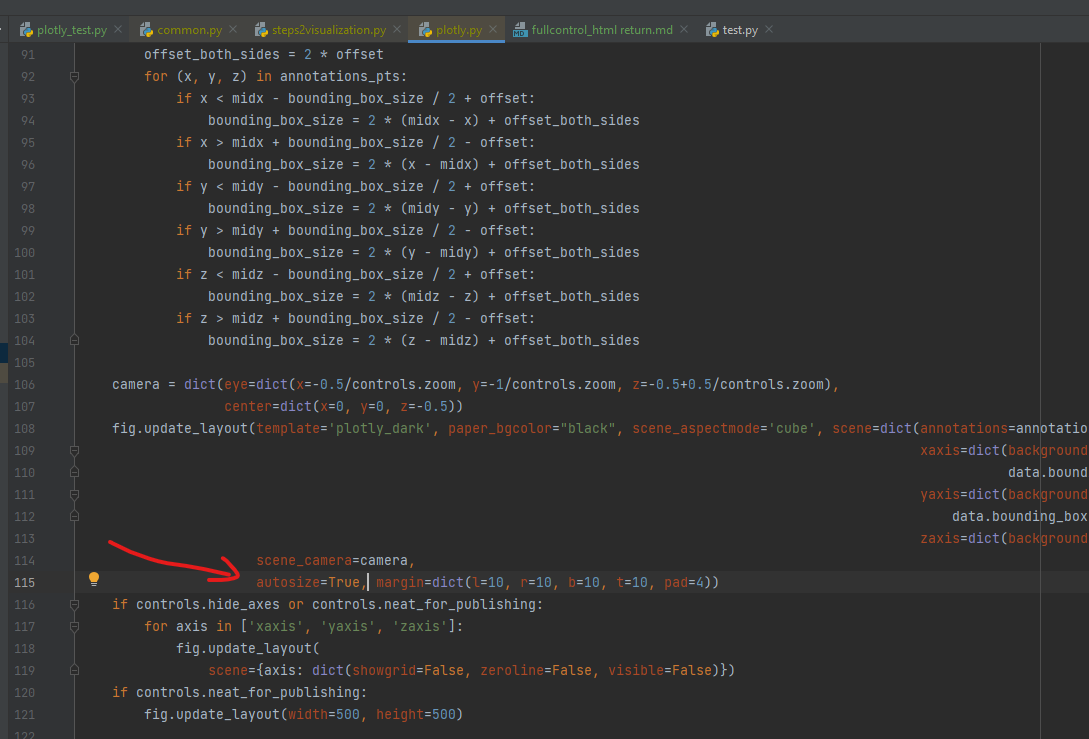 plotly_test.py common.py steps2visualization.py plotly.py fullcontrol_html return.md test.py
91 offset_both_sides = 2 * offset
92 for (x, y, z) in annotations_pts:
93 if x < midx - bounding_box_size / 2 + offset:
94 bounding_box_size = 2 * (midx - x) + offset_both_sides
95 if x > midx + bounding_box_size / 2 - offset:
96 bounding_box_size = 2 * (x - midx) + offset_both_sides
97 if y < midy - bounding_box_size / 2 + offset:
98 bounding_box_size = 2 * (midy - y) + offset_both_sides
99 if y > midy + bounding_box_size / 2 - offset:
100 bounding_box_size = 2 * (y - midy) + offset_both_sides
101 if z < midz - bounding_box_size / 2 + offset:
102 bounding_box_size = 2 * (midz - z) + offset_both_sides
103 if z > midz + bounding_box_size / 2 - offset:
104 bounding_box_size = 2 * (z - midz) + offset_both_sides
105
106 camera = dict(eye=dict(x=-0.5/controls.zoom, y=-1/controls.zoom, z=-0.5+0.5/controls.zoom),
107 center=dict(x=0, y=0, z=-0.5))
108 fig.update_layout(template='plotly_dark', paper_bgcolor="black", scene_aspectmode='cube', scene=dict(annotations=annotatio
109 xaxis=dict(background
110 data.bound
111 yaxis=dict(background
112 data.bounding_box
113 zaxis=dict(background
114 scene_camera=camera,
115 autosize=True, margin=dict(l=10, r=10, b=10, t=10, pad=4))
116 if controls.hide_axes or controls.neat_for_publishing:
117 for axis in ['xaxis', 'yaxis', 'zaxis']:
118 fig.update_layout(
119 scene={axis: dict(showgrid=False, zeroline=False, visible=False)})
120 if controls.neat_for_publishing:
121 fig.update_layout(width=500, height=500)
122